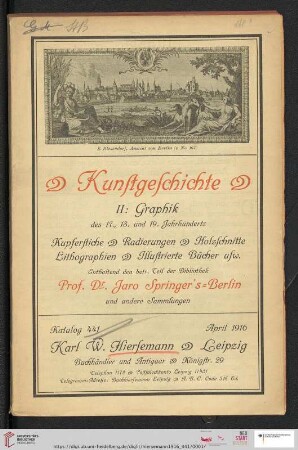 Kunstgeschichte
II: Graphik
des 17., 18. und 19. Jahrhunderts
Kupferstiche Radierungen Holzschnitte
Lithographien Illustrierte Bücher usw.
Enthaltend den betr. Teil der Bibliothek
Prof. Dr. Jaro Springer's=Berlin
und andere Sammlungen
Katalog 441 April 1916
Karl W. Hiersemann Leipzig
Buchhändler und Antiquar Königstr. 29